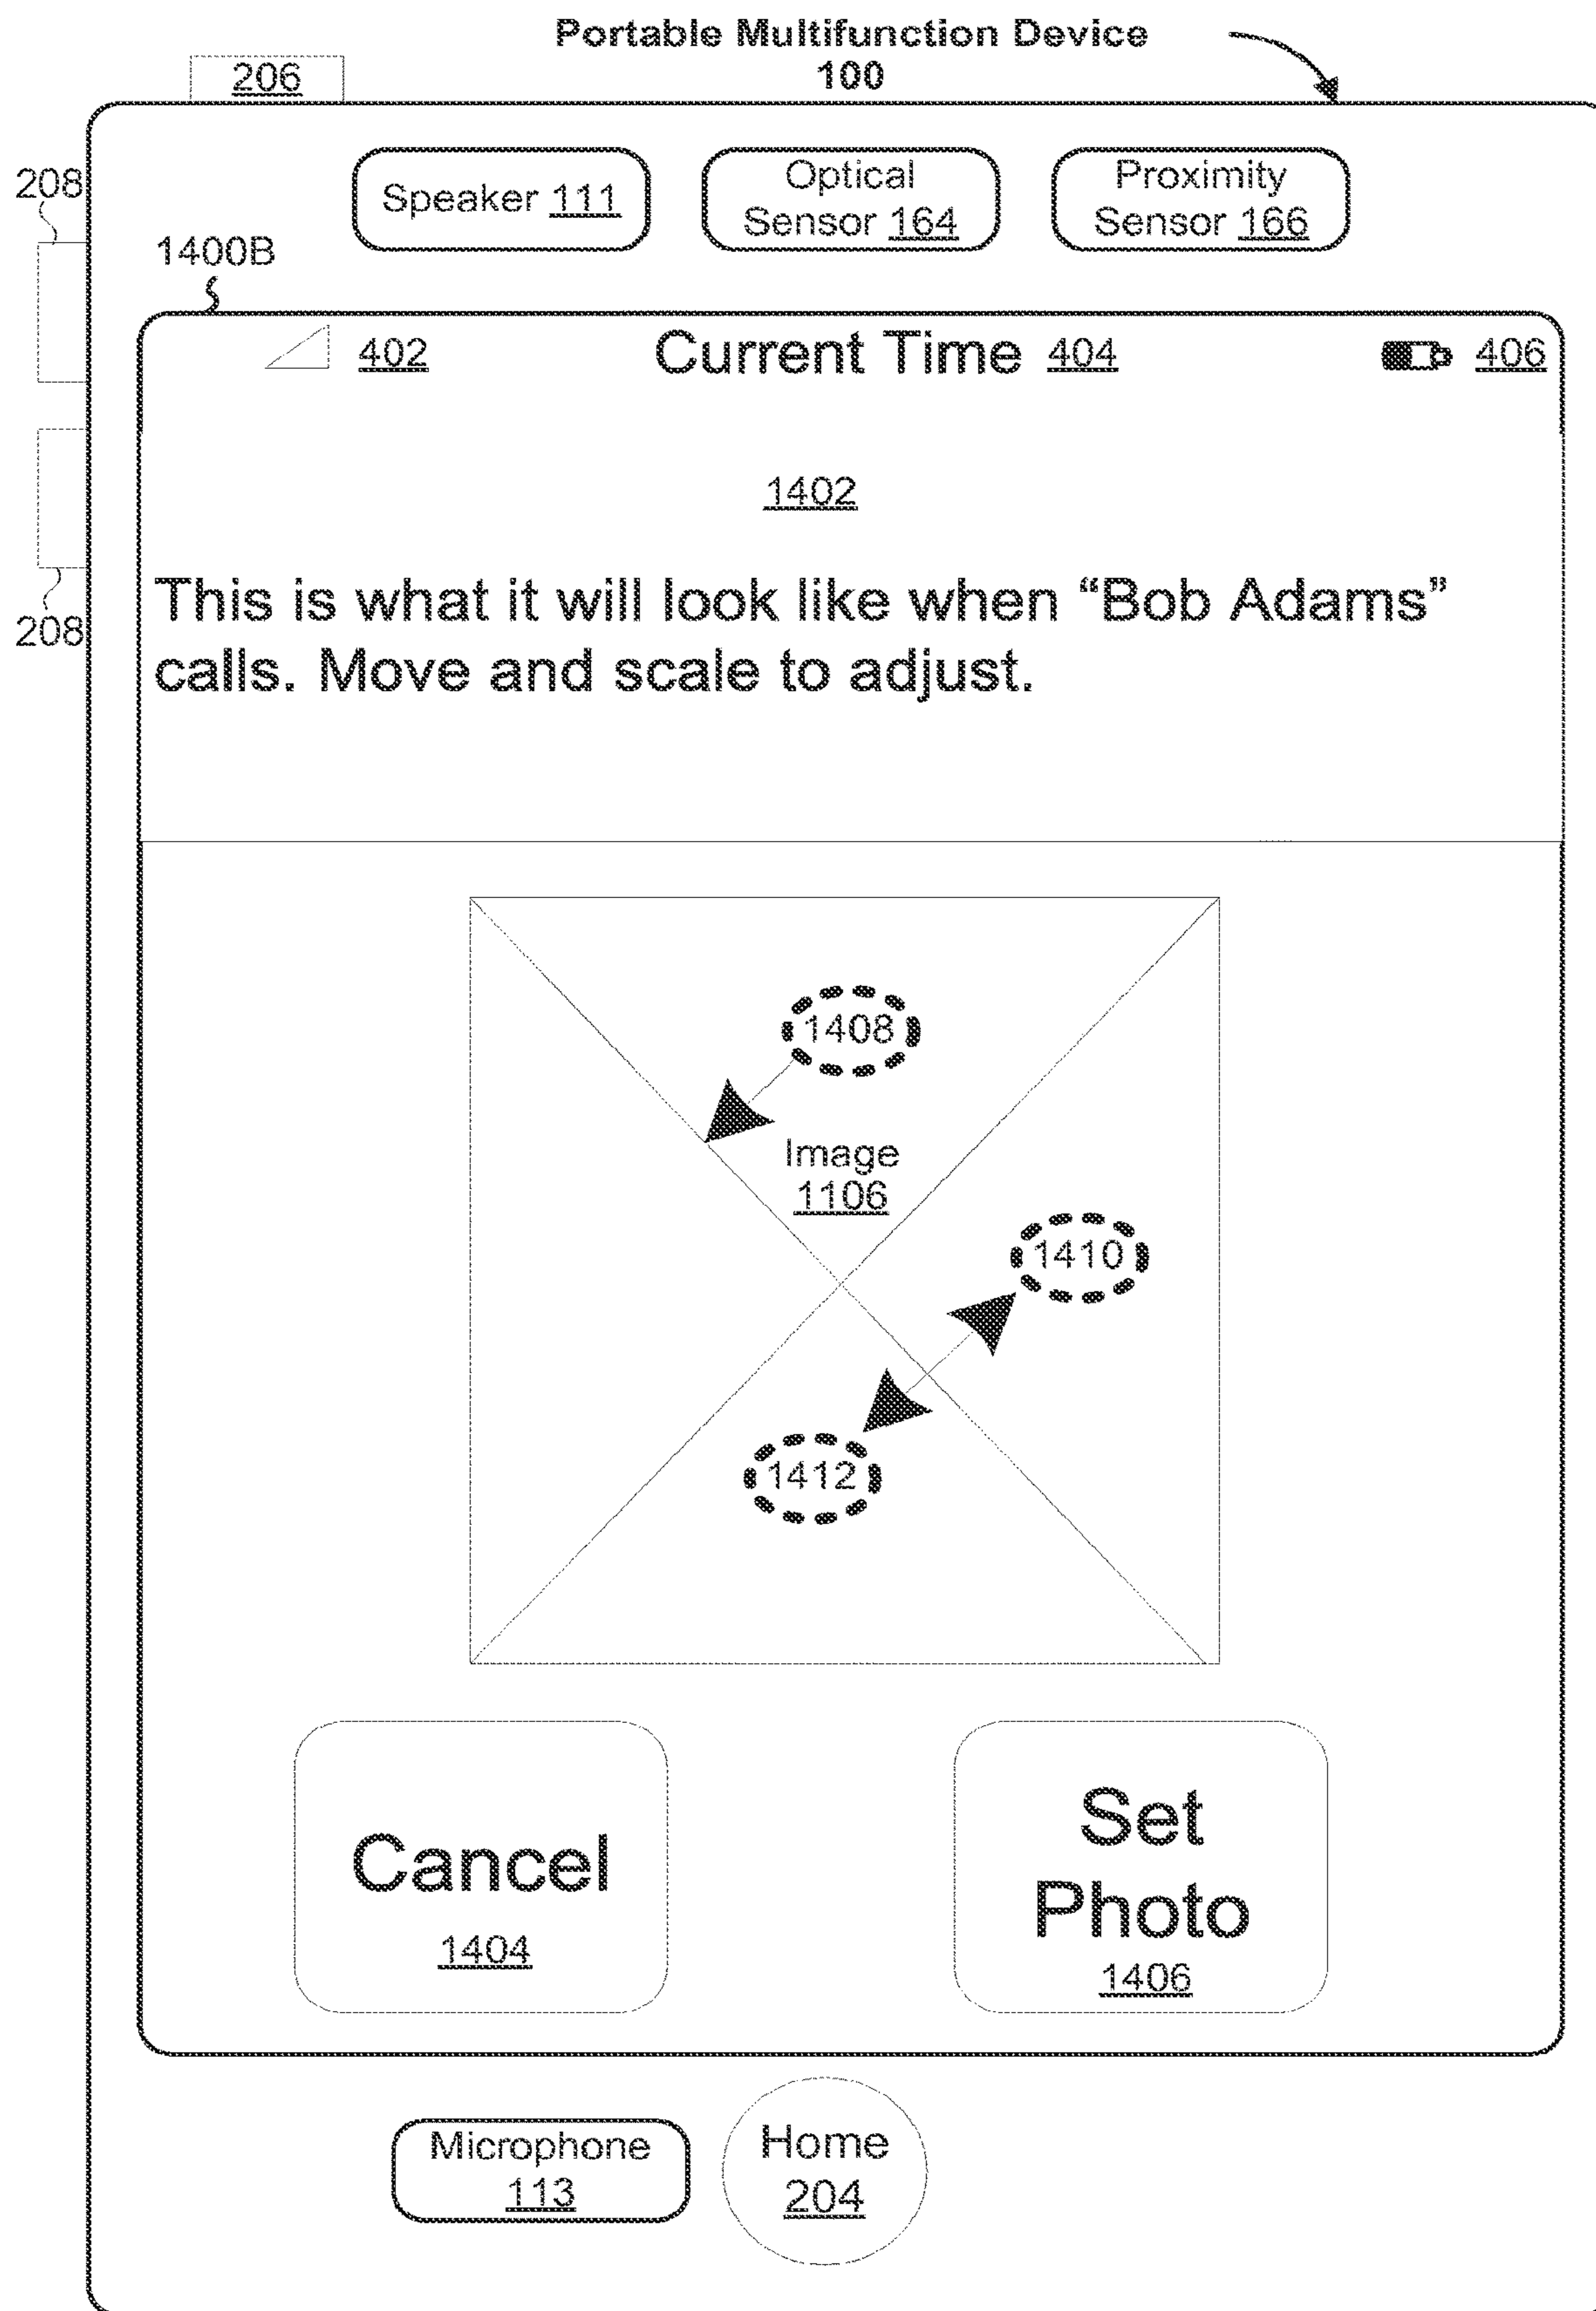 Portable Multifunction Device
100
206
208
Speaker 111
Optical
Sensor 164
Proximity
Sensor 166
1400B
402
Current Time 404
406
1402
This is what it will look like when “Bob Adams”
calls. Move and scale to adjust.
208
1408
Image
1106
1410
1412
Cancel
1404
Set
Photo
1406
Microphone
113
Home
204